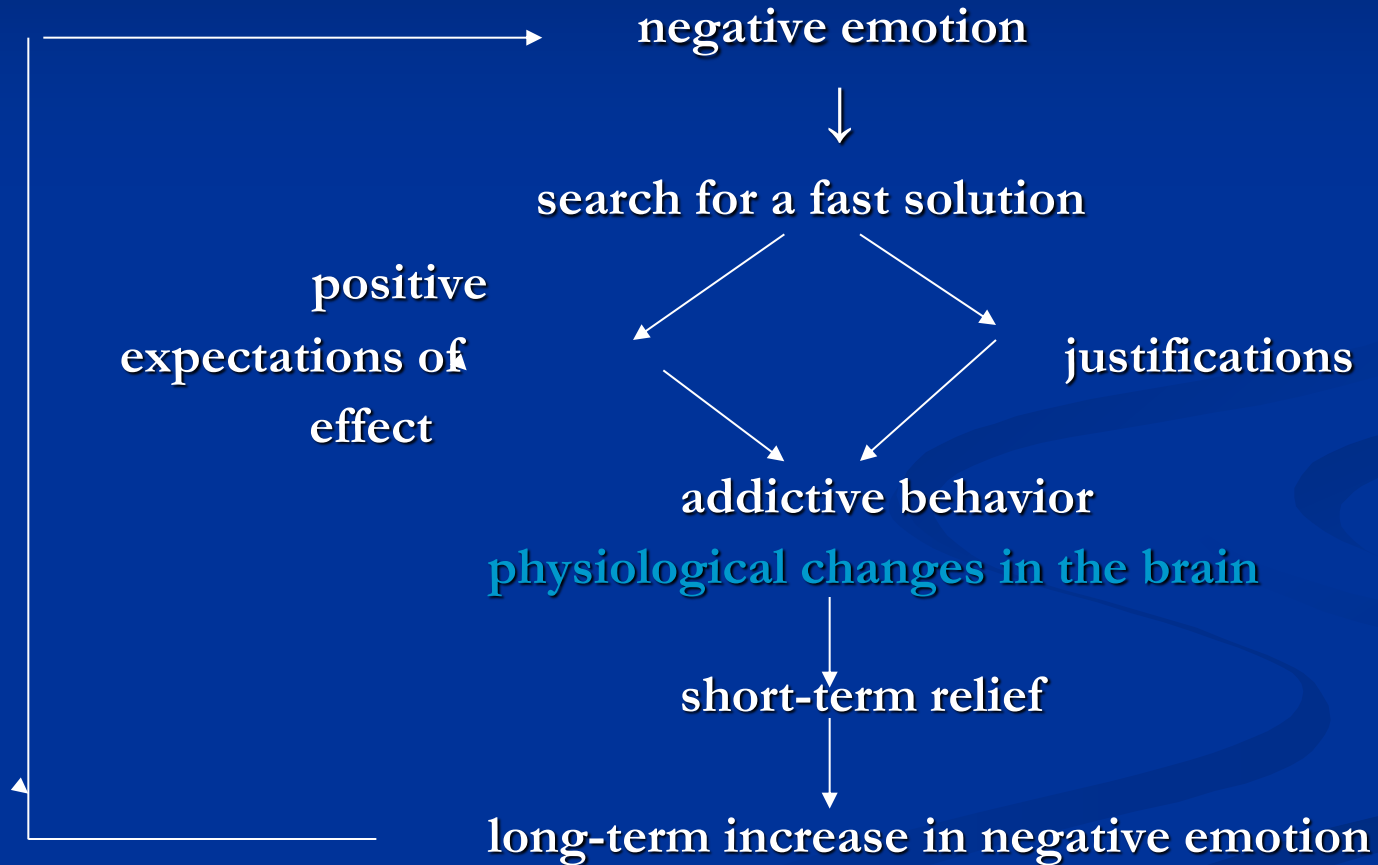 negative emotion
↓
search for a fast solution
positive
expectations of
effect
justifications
addictive behavior
physiological changes in the brain
short-term relief
long-term increase in negative emotion